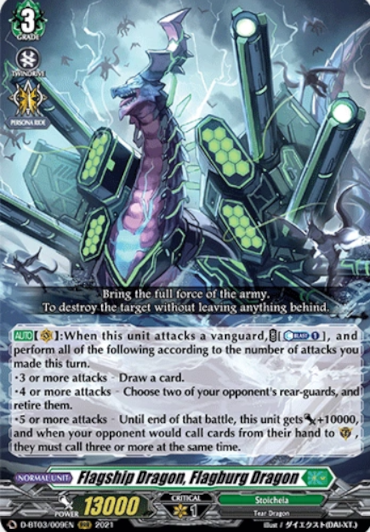 3
GRADE
TWINDRIVE
PERSONA RIDE
Bring the full force of the army.
To destroy the target without leaving anything behind.
AUTO [ ]:When this unit attacks a vanguard, [ BLAST 1 ], and
perform all of the following according to the number of attacks you
made this turn.
･3 or more attacks - Draw a card.
･4 or more attacks - Choose two of your opponent's rear-guards, and
retire them.
･5 or more attacks - Until end of that battle, this unit gets +10000,
and when your opponent would call cards from their hand to ,
they must call three or more at the same time.
NORMAL UNIT Flagship Dragon, Flagburg Dragon
POWER 13000 CRITICAL 1 Stoicheia
Tear Dragon
D-BT03/009EN RRR 2021 Illust / ダイエクスト(DAI-XT.)